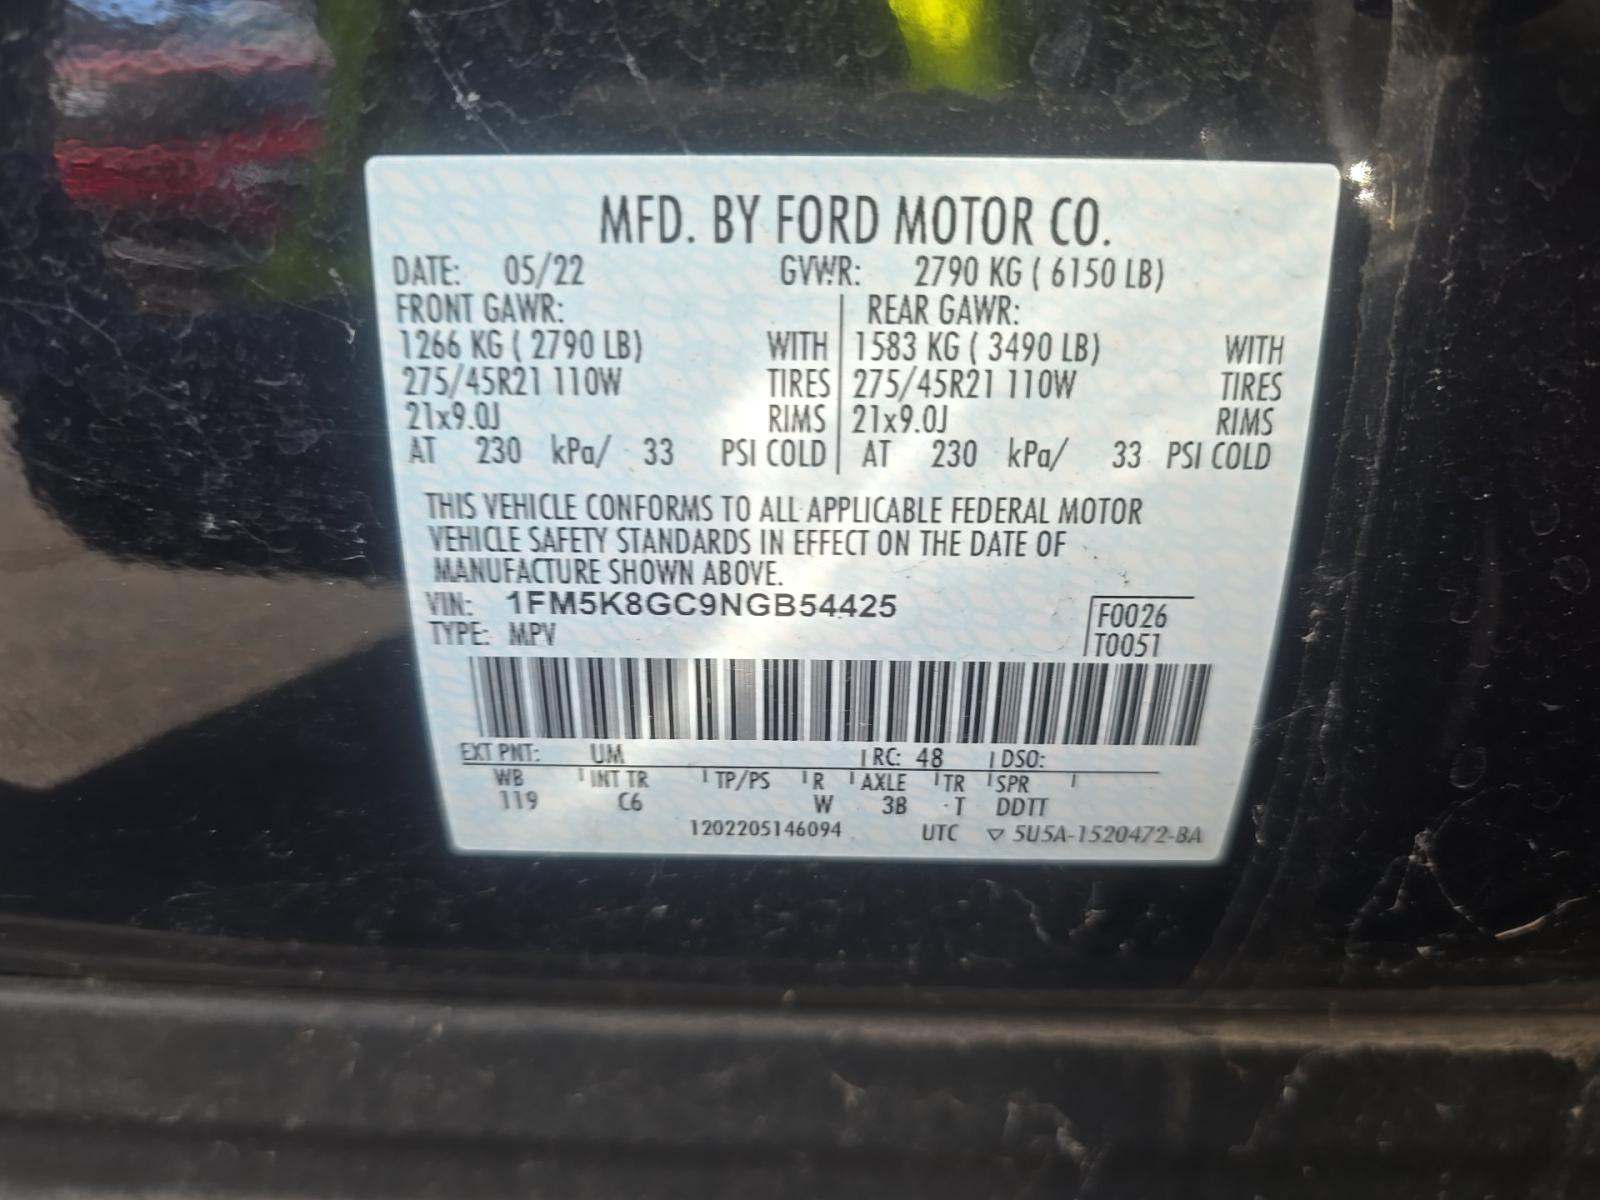 MFD. BY FORD MOTOR CO.
DATE: 05/22 GVWR: 2790 KG ( 6150 LB)
FRONT GAWR: REAR GAWR:
1266 KG ( 2790 LB) WITH 1583 KG ( 3490 LB) WITH
275/45R21 110W TIRES 275/45R21 110W TIRES
21x9.0J RIMS 21x9.0J RIMS
AT 230 kPa/ 33 PSI COLD AT 230 kPa/ 33 PSI COLD
THIS VEHICLE CONFORMS TO ALL APPLICABLE FEDERAL MOTOR
VEHICLE SAFETY STANDARDS IN EFFECT ON THE DATE OF
MANUFACTURE SHOWN ABOVE.
VIN: 1FM5K8GC9NGB54425 F0026
TYPE: MPV T0051
EXT PNT: UM RC: 48 DSO:
WB INT TR TP/PS R AXLE TR SPR
119 C6 W 3B T DDTT
1202205146094 UTC ▽ 5U5A-1520472-BA